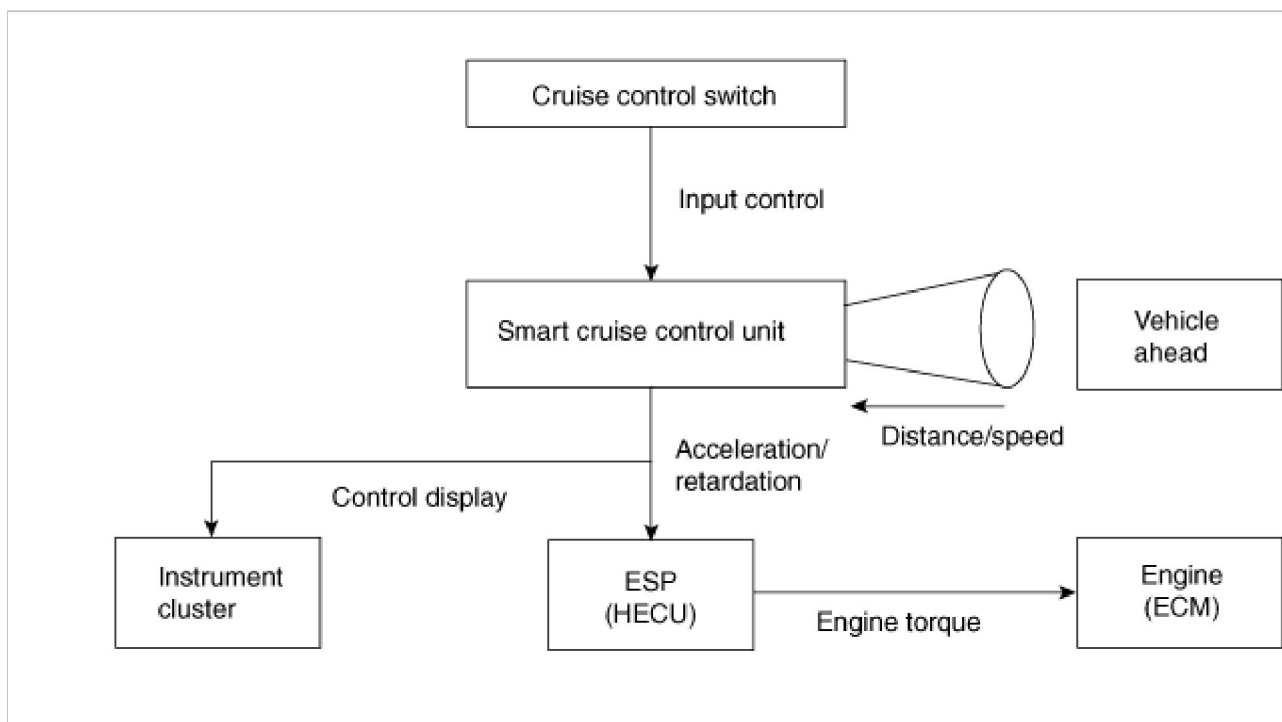 Cruise control switch
Input control
Smart cruise control unit
Vehicle
ahead
Distance/speed
Acceleration/
retardation
Control display
Instrument
cluster
ESP
(HECU)
Engine torque
Engine
(ECM)